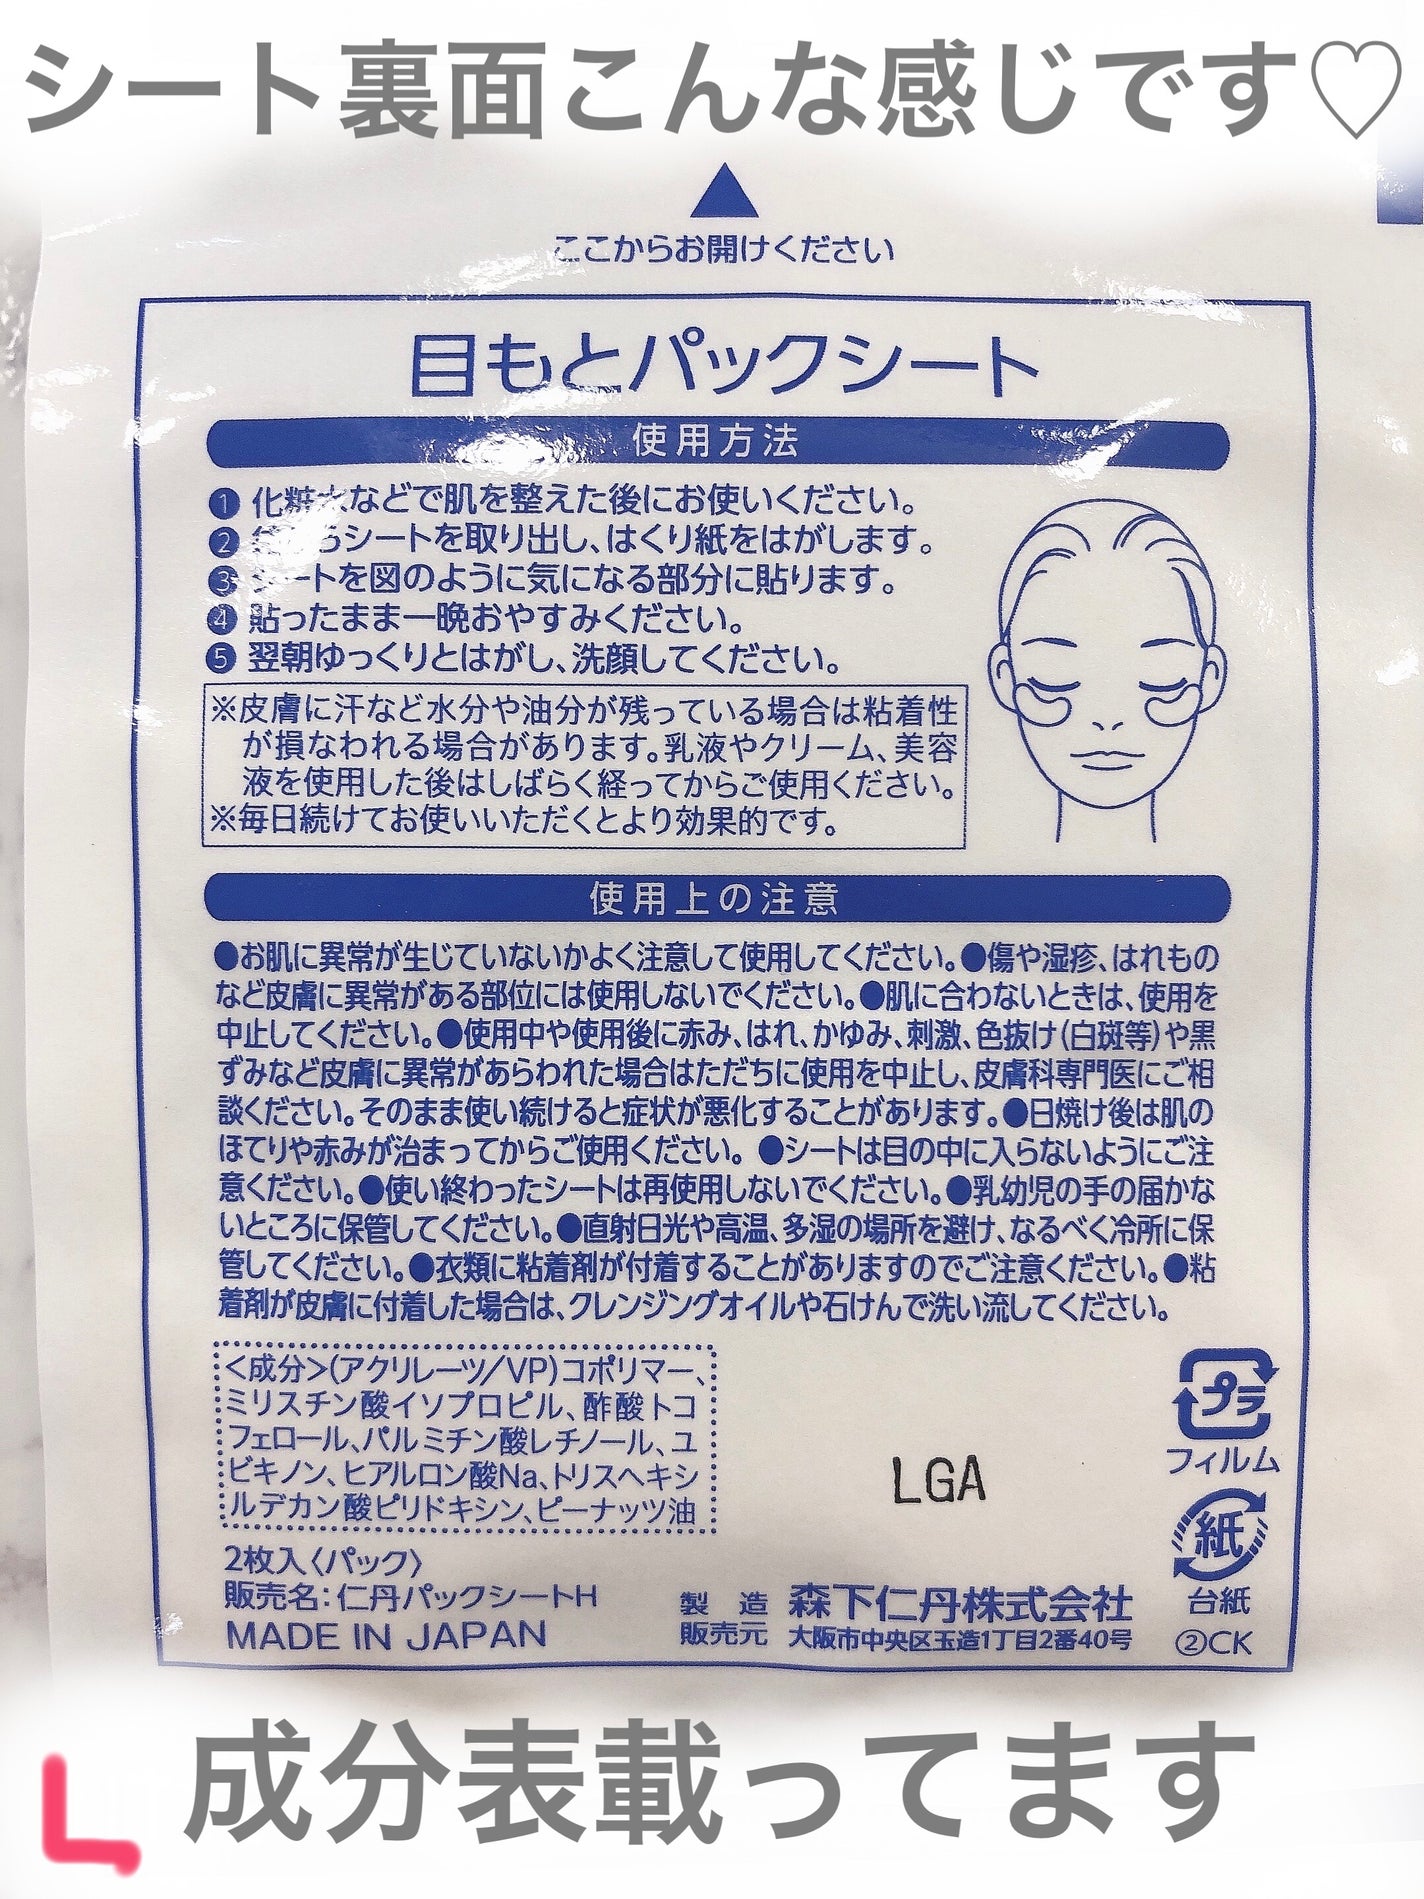 シート裏面こんな感じです♡
ここからお開けください
目もとパックシート
使用方法
❶ 化粧水などで肌を整えた後にお使いください。
❷ シートを取り出し、はくり紙をはがします。
❸ シートを図のように気になる部分に貼ります。
❹ 貼ったまま一晩おやすみください。
❺ 翌朝ゆっくりとはがし、洗顔してください。
※皮膚に汗など水分や油分が残っている場合は粘着性
が損なわれる場合があります。乳液やクリーム、美容
液を使用した後はしばらく経ってからご使用ください。
※毎日続けてお使いいただくとより効果的です。
使用上の注意
●お肌に異常が生じていないかよく注意して使用してください。●傷や湿疹、はれもの
など皮膚に異常がある部位には使用しないでください。●肌に合わないときは、使用を
中止してください。●使用中や使用後に赤み、はれ、かゆみ、刺激、色抜け(白斑等)や黒
ずみなど皮膚に異常があらわれた場合はただちに使用を中止し、皮膚科専門医にご相
談ください。そのまま使い続けると症状が悪化することがあります。●日焼け後は肌の
ほてりや赤みが治まってからご使用ください。●シートは目の中に入らないようにご注
意ください。●使い終わったシートは再使用しないでください。●乳幼児の手の届かな
いところに保管してください。●直射日光や高温、多湿の場所を避け、なるべく冷所に保
管してください。●衣類に粘着剤が付着することがありますのでご注意ください。●粘
着剤が皮膚に付着した場合は、クレンジングオイルや石けんで洗い流してください。
<成分>(アクリレーツ/VP)コポリマー、
ミリスチン酸イソプロピル、酢酸トコ
フェロール、パルミチン酸レチノール、ユ
ビキノン、ヒアルロン酸Na、トリスヘキシ
ルデカン酸ピリドキシン、ピーナッツ油
LGA
プラ
フィルム
紙
台紙
②CK
2枚入〈パック〉
販売名:仁丹パックシートH
MADE IN JAPAN
製造 森下仁丹株式会社
販売元 大阪市中央区玉造1丁目2番40号
成分表載ってます